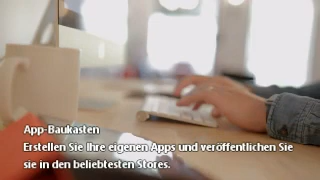 App-Baukasten
Erstellen Sie Ihre eigenen Apps und veröffentlichen Sie
sie in den beliebtesten Stores.